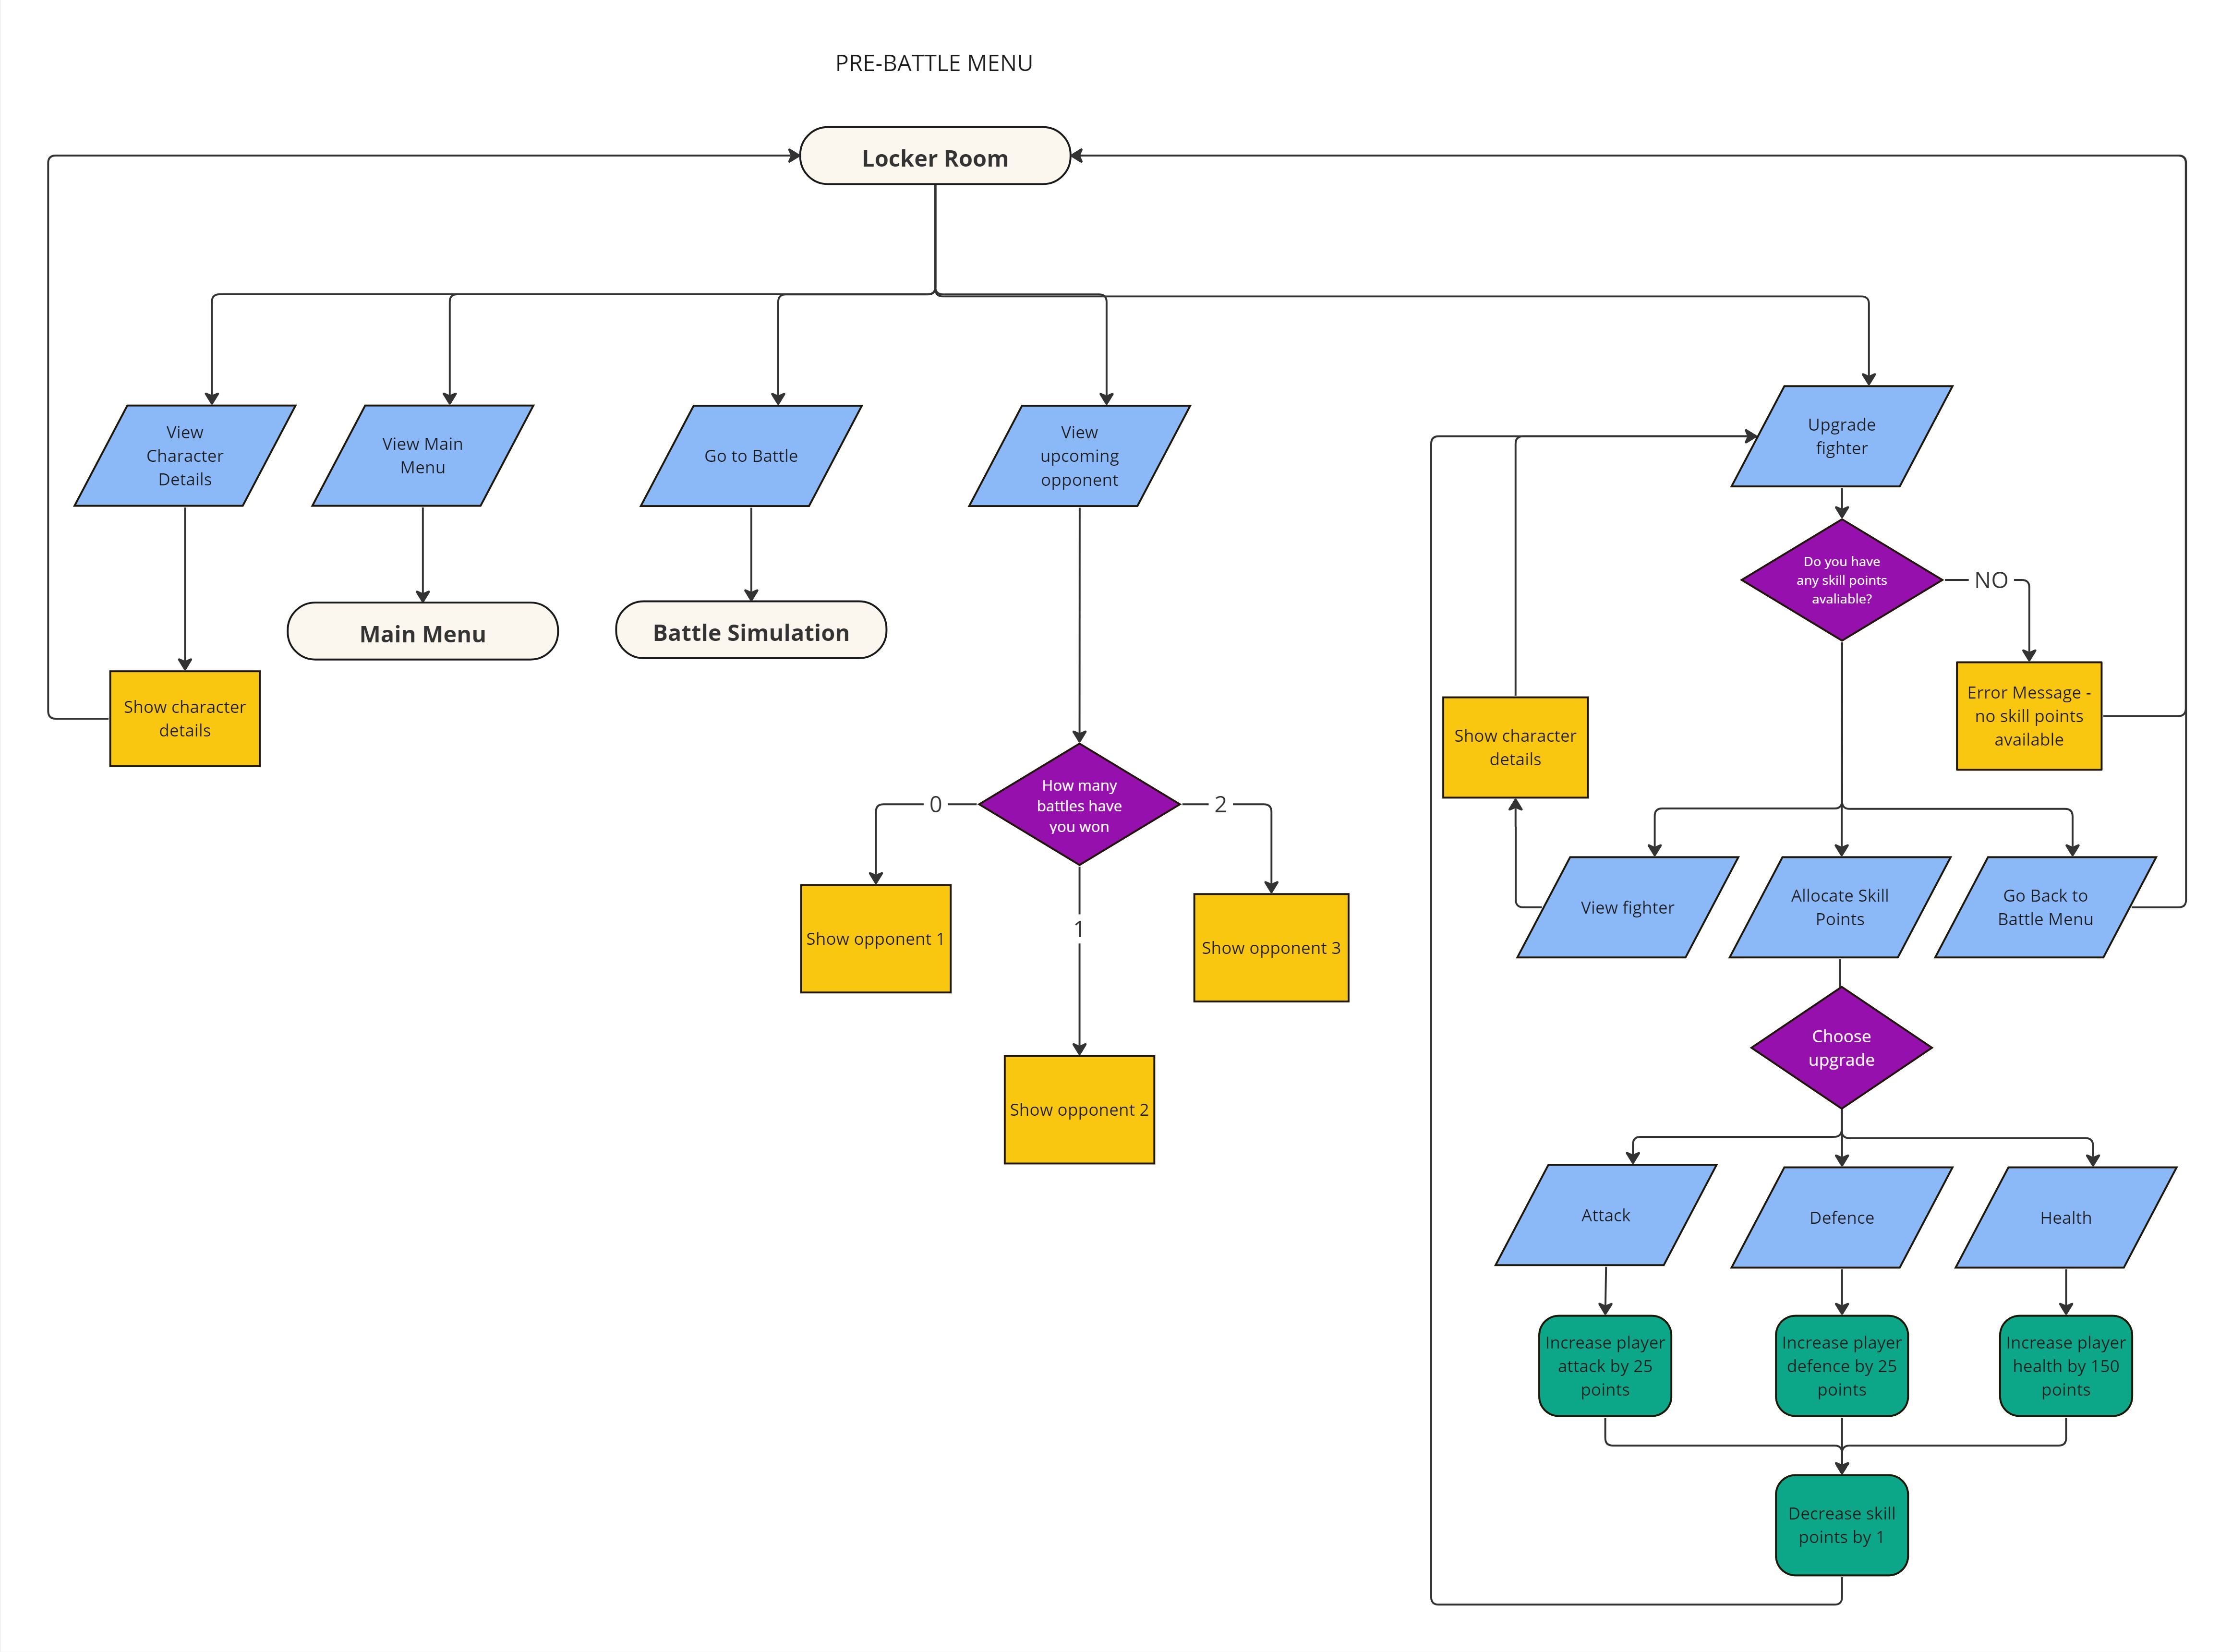 PRE-BATTLE MENU
Locker Room
View
Character
Details
View Main
Menu
Go to Battle
View
upcoming
opponent
Upgrade
fighter
Do you have
any skill points
avaliable?
NO
Main Menu
Battle Simulation
Show character
details
Show character
details
Error Message -
no skill points
available
How many
battles have
you won
0
2
1
Show opponent 1
Show opponent 3
Show opponent 2
View fighter
Allocate Skill
Points
Go Back to
Battle Menu
Choose
upgrade
Attack
Defence
Health
Increase player
attack by 25
points
Increase player
defence by 25
points
Increase player
health by 150
points
Decrease skill
points by 1